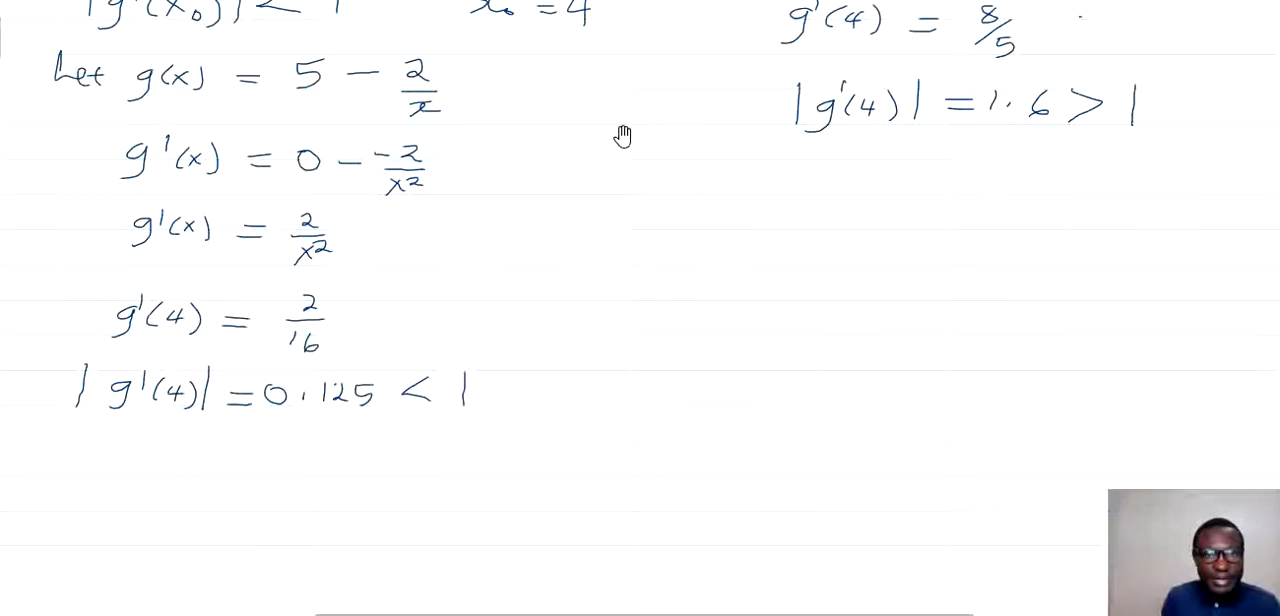 |g'(x₀)| < 1 x₀ = 4
Let g(x) = 5 - 2/x
g'(x) = 0 - -2/x²
g'(x) = 2/x²
g'(4) = 2/16
|g'(4)| = 0.125 < 1
g'(4) = 8/5
|g'(4)| = 1.6 > 1